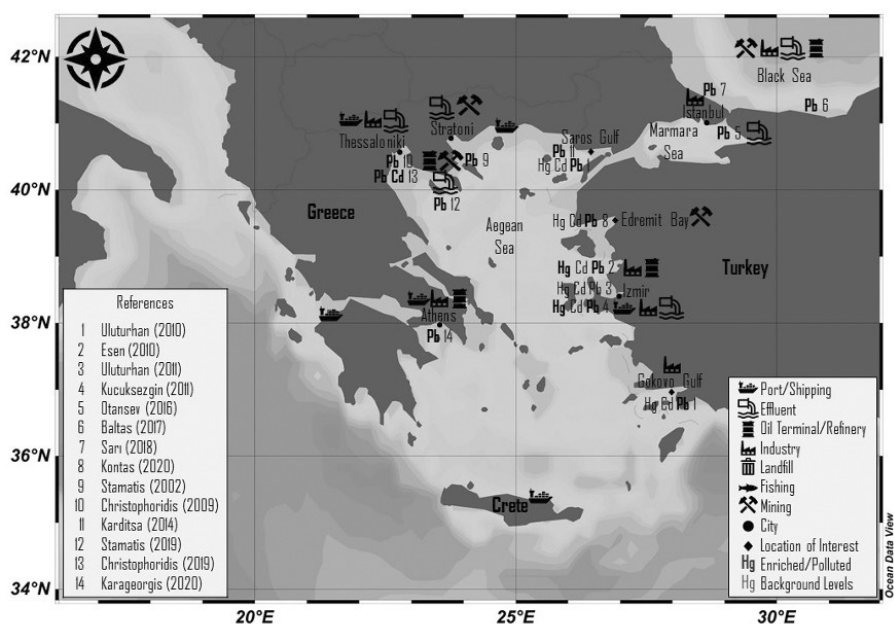 42°N
40°N
38°N
36°N
34°N
20°E
25°E
30°E
Black Sea
Pb 7
Istanbul
Pb 6
Marmara
Sea
Pb 5
Stratoni
Thessaloniki
Pb 10
Pb Cd 13
Pb 9
Pb 12
Saros Gulf
Pb 11
Hg Cd Pb 1
Greece
Aegean
Sea
Hg Cd Pb 8
Edremit Bay
Turkey
Hg Cd Pb 2
Hg Cd Pb 3
Izmir
Hg Cd Pb 4
Athens
Pb 14
Gokovo Gulf
Hg Cd Pb 1
Crete
References
1 Uluturhan (2010)
2 Esen (2010)
3 Uluturhan (2011)
4 Kucuksezgin (2011)
5 Otansev (2016)
6 Baltas (2017)
7 Sarı (2018)
8 Kontas (2020)
9 Stamatis (2002)
10 Christophoridis (2009)
11 Karditsa (2014)
12 Stamatis (2019)
13 Christophoridis (2019)
14 Karageorgis (2020)
Port/Shipping
Effluent
Oil Terminal/Refinery
Industry
Landfill
Fishing
Mining
City
Location of Interest
Hg Enriched/Polluted
Hg Background Levels
Ocean Data View